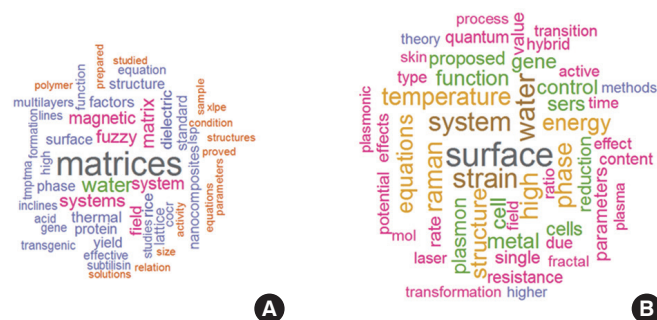 polymer
prepared
studied
equation
structure
function
multilayers
factors
lines
magnetic
matrix
dielectric
standard
sample
xlpe
condition
lsp
structures
formation
surface
fuzzy
proved
high
matrices
tmptma
phase
water
system
nanocomposites
parameters
equations
inclines
systems
acid
thermal
field
rice
lattice
cocr
activity
gene
protein
studies
transgenic
yield
effective
size
subtilisin
relation
solutions
A
process
value
transition
theory
quantum
hybrid
skin
proposed
gene
type
function
active
water
control
methods
plasmonic
temperature
sers
time
effects
system
energy
equations
raman
surface
phase
reduction
effect
content
strain
ratio
potential
high
parameters
plasma
structure
cell
field
mol
rate
plasmon
metal
cells
due
laser
single
fractal
resistance
transformation
higher
B